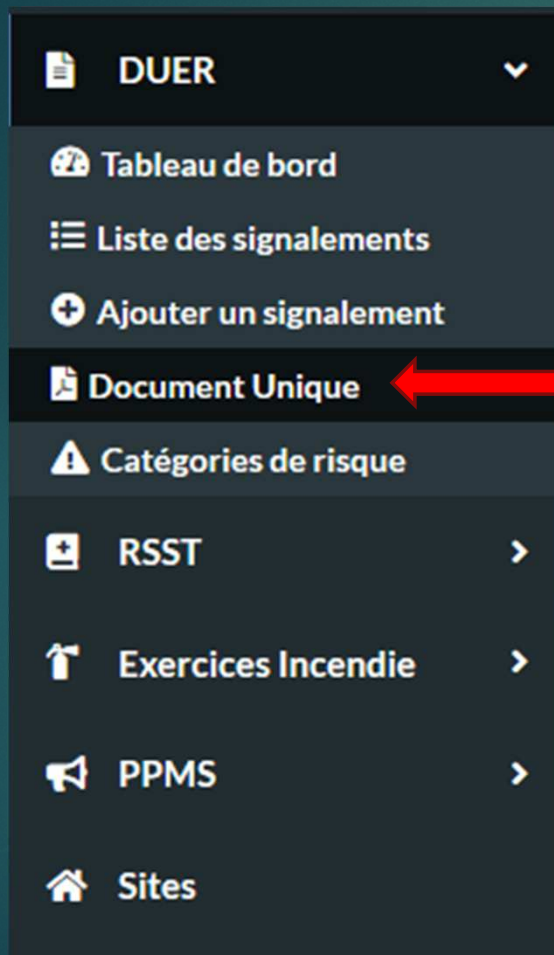 DUER
Tableau de bord
Liste des signalements
Ajouter un signalement
Document Unique
Catégories de risque
RSST
Exercices Incendie
PPMS
Sites